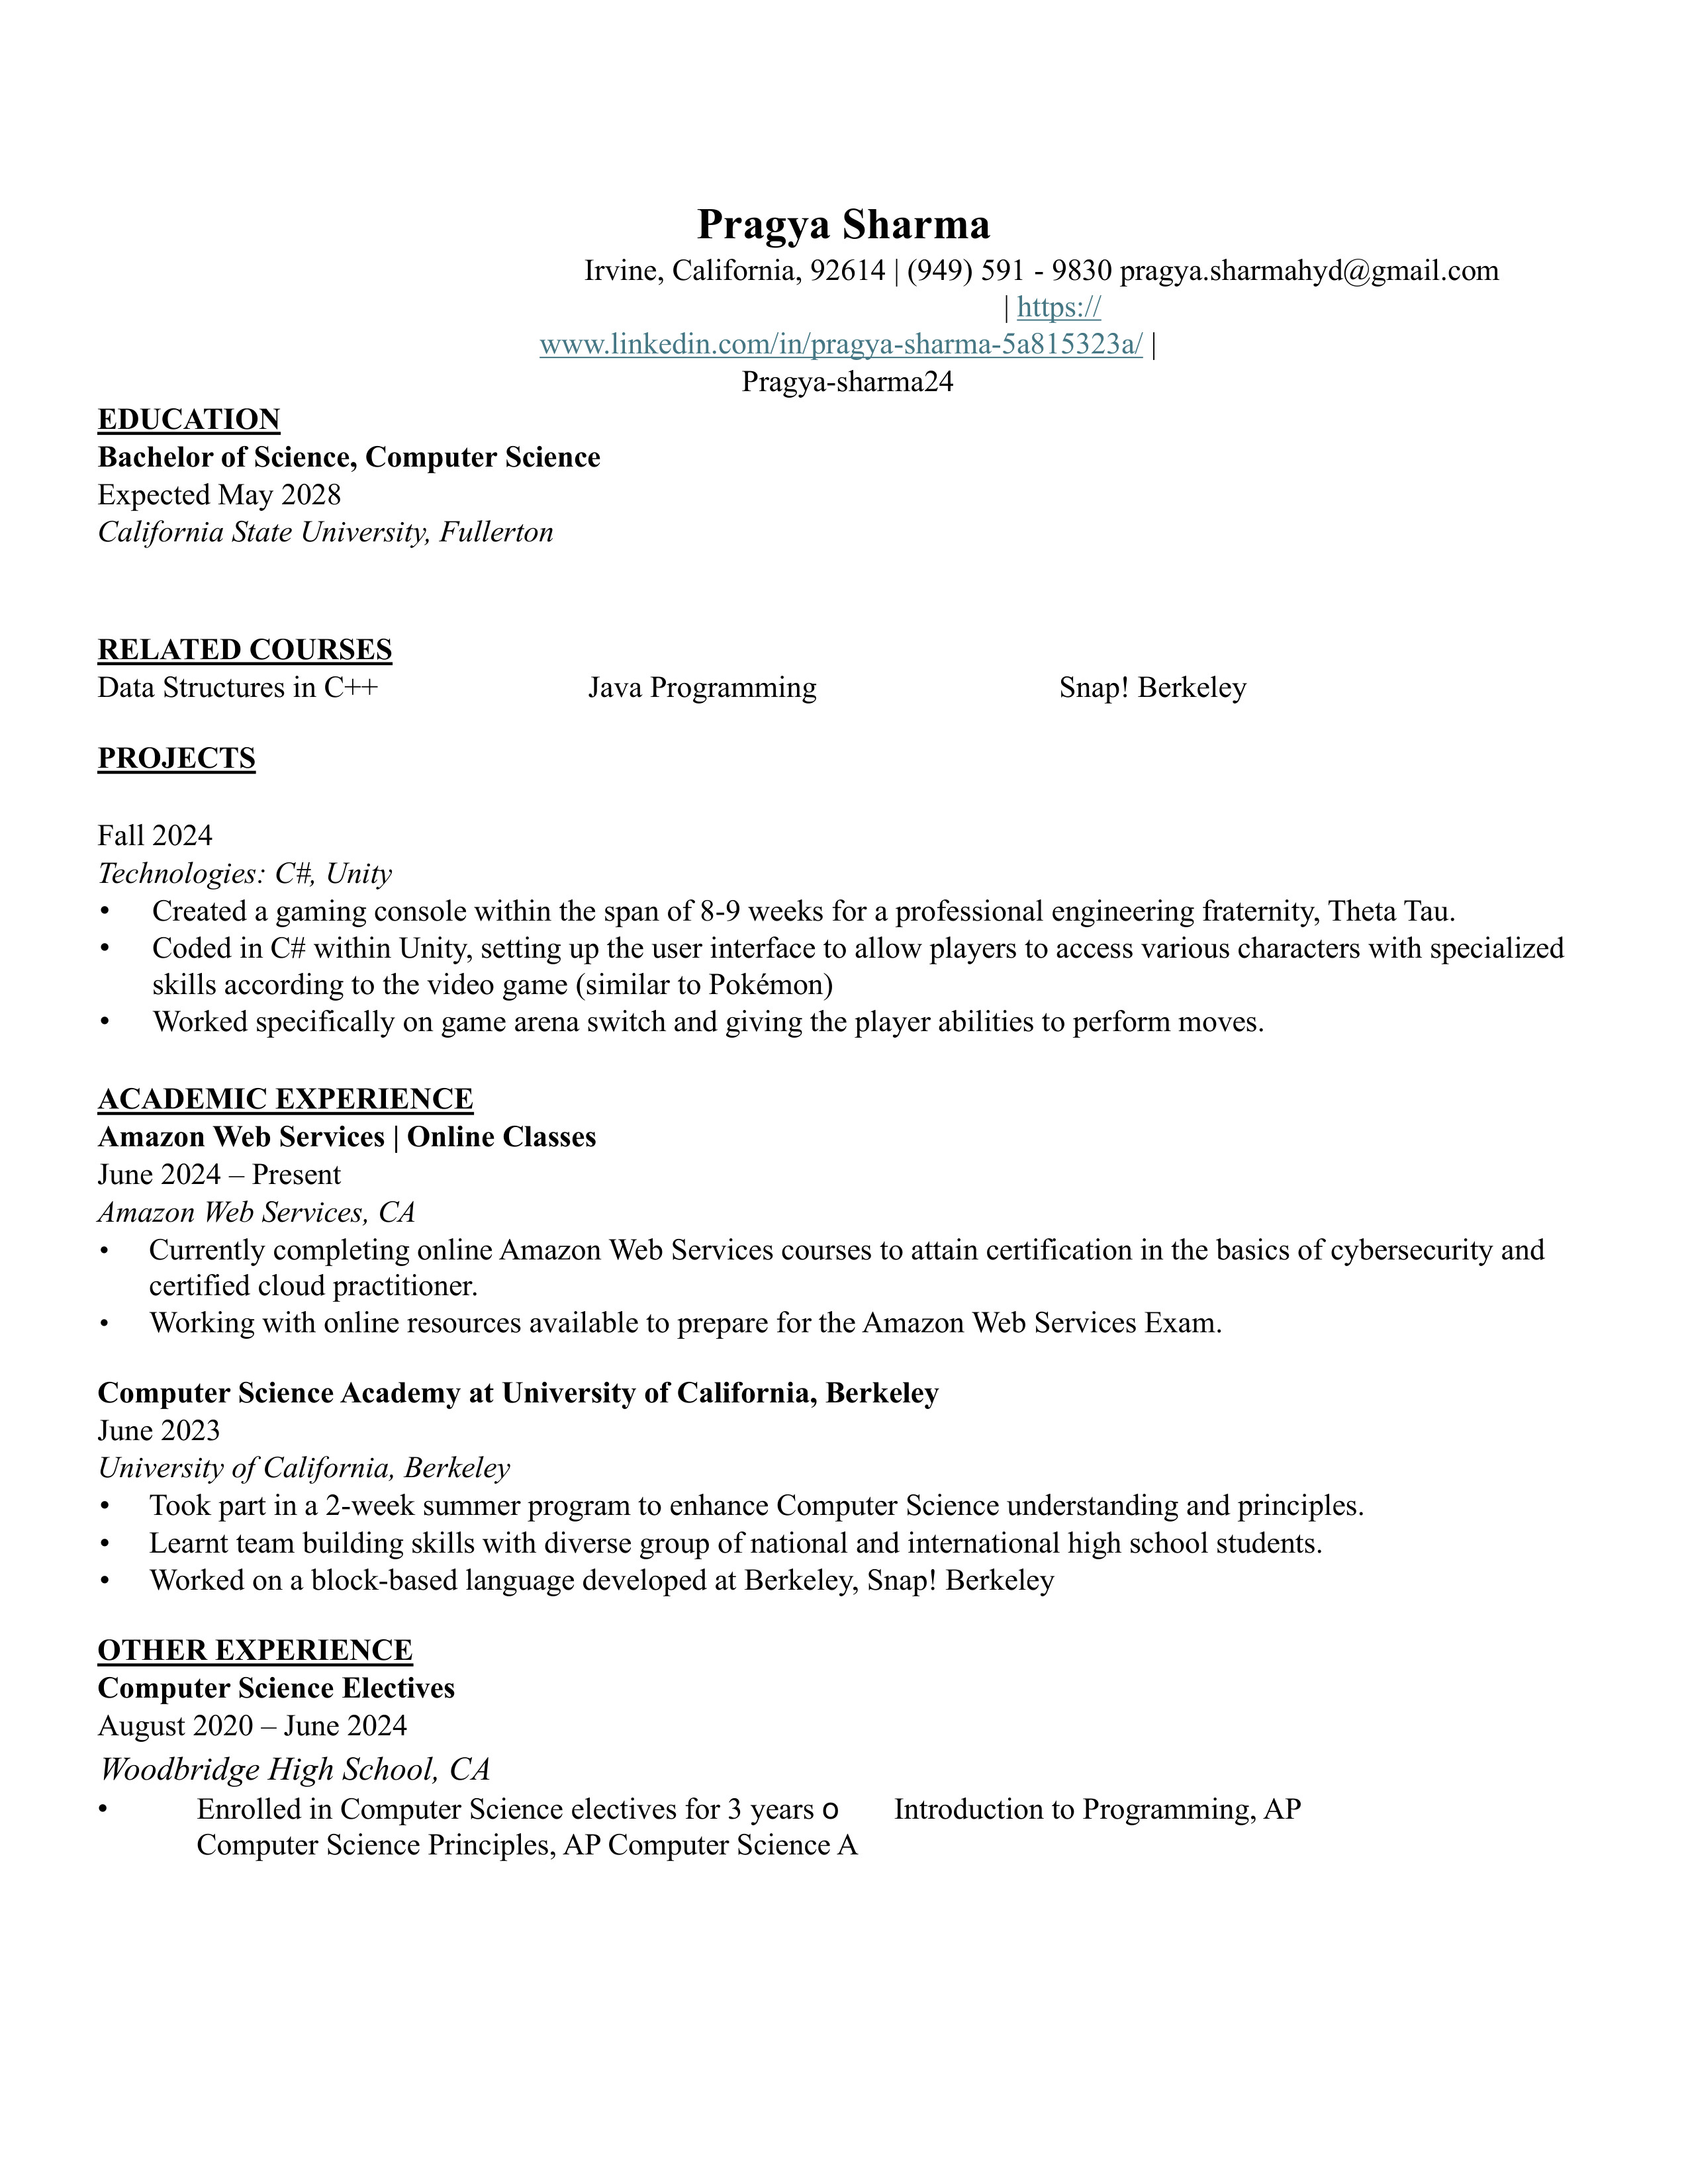 Pragya Sharma
Irvine, California, 92614 | (949) 591 - 9830 pragya.sharmahyd@gmail.com
| https://
www.linkedin.com/in/pragya-sharma-5a815323a/ |
Pragya-sharma24
EDUCATION
Bachelor of Science, Computer Science
Expected May 2028
California State University, Fullerton
RELATED COURSES
Data Structures in C++ Java Programming Snap! Berkeley
PROJECTS
Fall 2024
Technologies: C#, Unity
• Created a gaming console within the span of 8-9 weeks for a professional engineering fraternity, Theta Tau.
• Coded in C# within Unity, setting up the user interface to allow players to access various characters with specialized
skills according to the video game (similar to Pokémon)
• Worked specifically on game arena switch and giving the player abilities to perform moves.
ACADEMIC EXPERIENCE
Amazon Web Services | Online Classes
June 2024 – Present
Amazon Web Services, CA
• Currently completing online Amazon Web Services courses to attain certification in the basics of cybersecurity and
certified cloud practitioner.
• Working with online resources available to prepare for the Amazon Web Services Exam.
Computer Science Academy at University of California, Berkeley
June 2023
University of California, Berkeley
• Took part in a 2-week summer program to enhance Computer Science understanding and principles.
• Learnt team building skills with diverse group of national and international high school students.
• Worked on a block-based language developed at Berkeley, Snap! Berkeley
OTHER EXPERIENCE
Computer Science Electives
August 2020 – June 2024
Woodbridge High School, CA
• Enrolled in Computer Science electives for 3 years o Introduction to Programming, AP
Computer Science Principles, AP Computer Science A